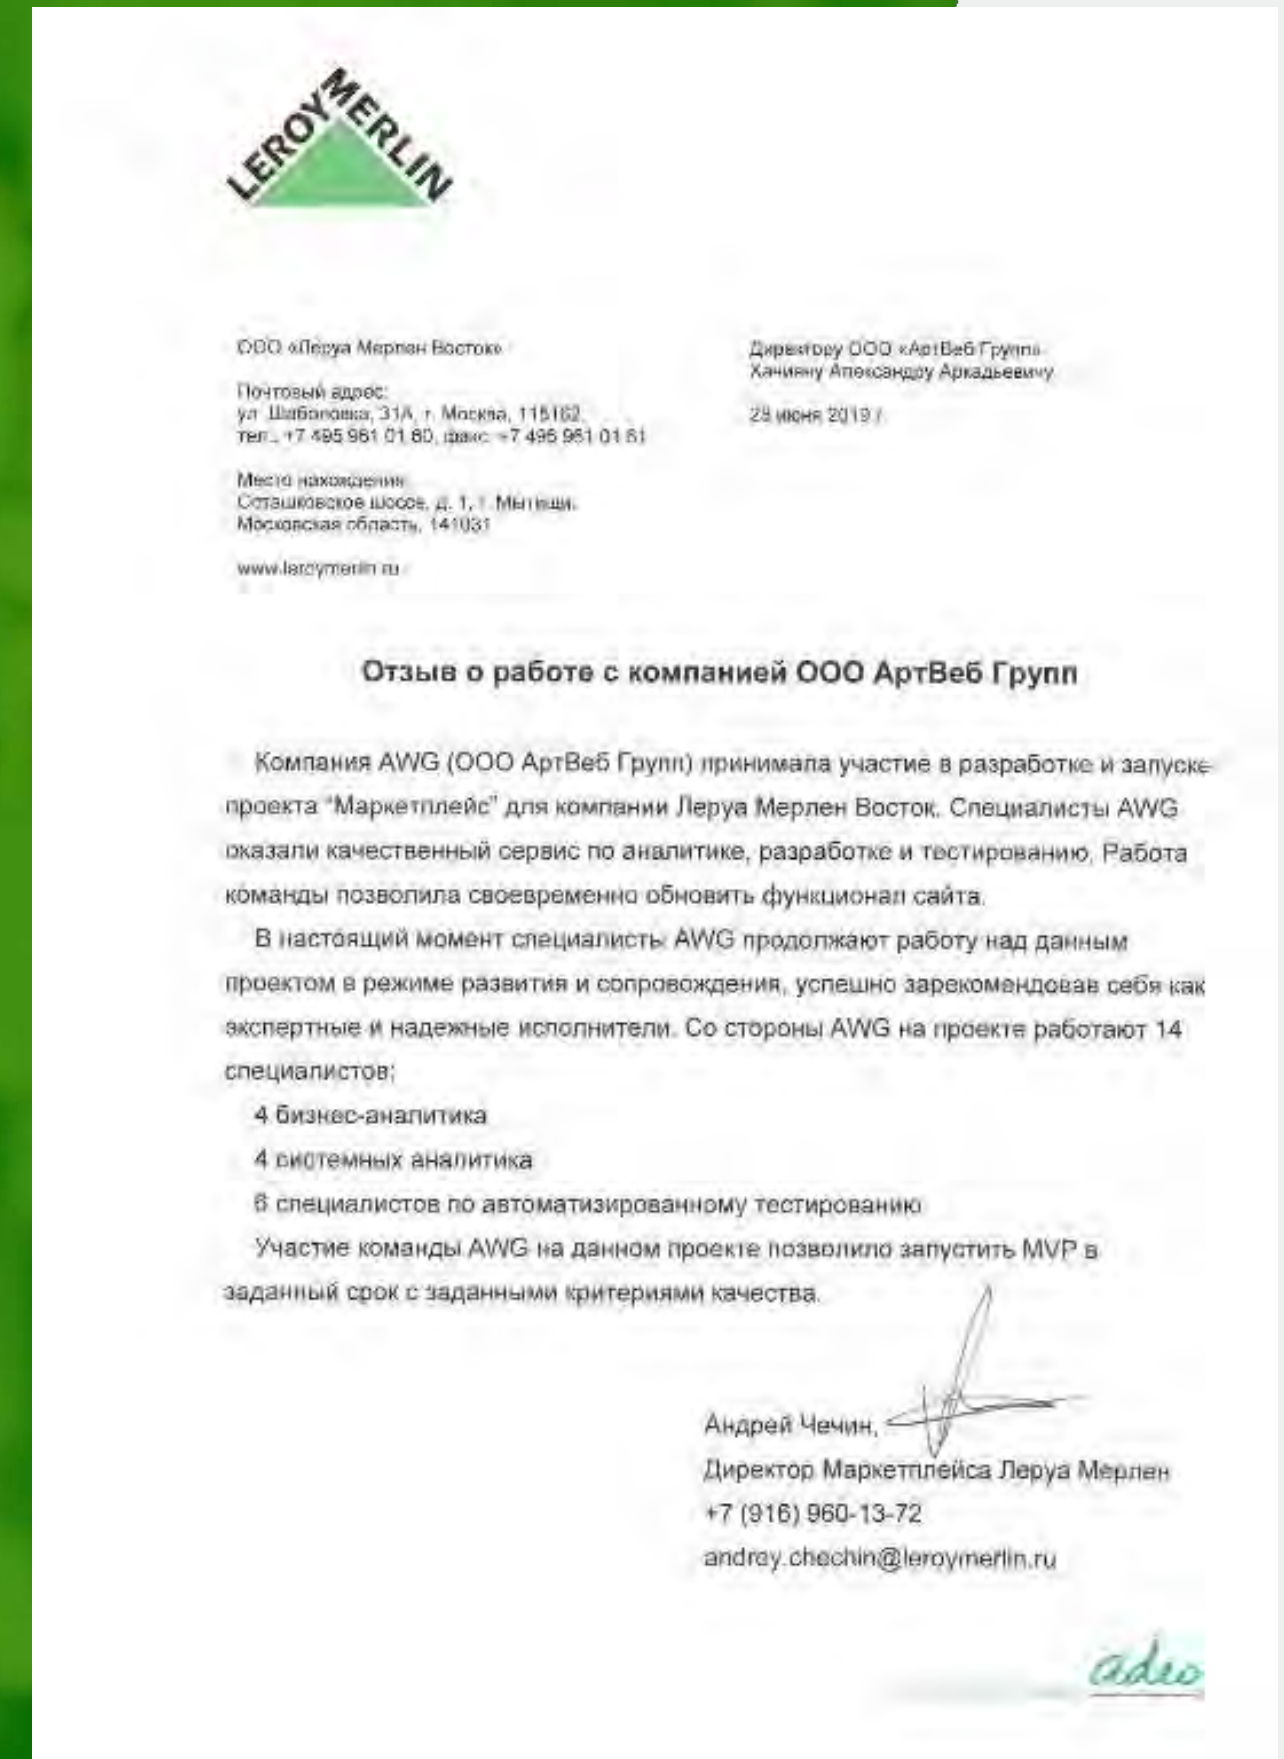 LEROY MERLIN
ООО «Леруа Мерлен Восток»
Почтовый адрес:
ул. Шаболовка, 31А, г. Москва, 115162,
тел.: +7 495 961 01 60, факс: +7 495 961 01 61
Место нахождения:
Осташковское шоссе, д. 1, г. Мытищи,
Московская область, 141031
www.leroymerlin.ru
Директору ООО «АртВеб Групп»
Хачияну Александру Аркадьевичу
июня 2019 г.
Отзыв о работе с компанией ООО АртВеб Групп
Компания AWG (ООО АртВеб Групп) принимала участие в разработке и запуске
проекта "Маркетплейс" для компании Леруа Мерлен Восток. Специалисты AWG
оказали качественный сервис по аналитике, разработке и тестированию. Работа
команды позволила своевременно обновить функционал сайта.
В настоящий момент специалисты AWG продолжают работу над данным
проектом в режиме развития и сопровождения, успешно зарекомендовав себя как
экспертные и надежные исполнители. Со стороны AWG на проекте работают 14
специалистов:
4 бизнес-аналитика
4 системных аналитика
6 специалистов по автоматизированному тестированию
Участие команды AWG на данном проекте позволило запустить MVP в
заданный срок с заданными критериями качества.
Андрей Чечин,
Директор Маркетплейса Леруа Мерлен
+7 (916) 960-13-72
andrey.chechin@leroymerlin.ru
adeo